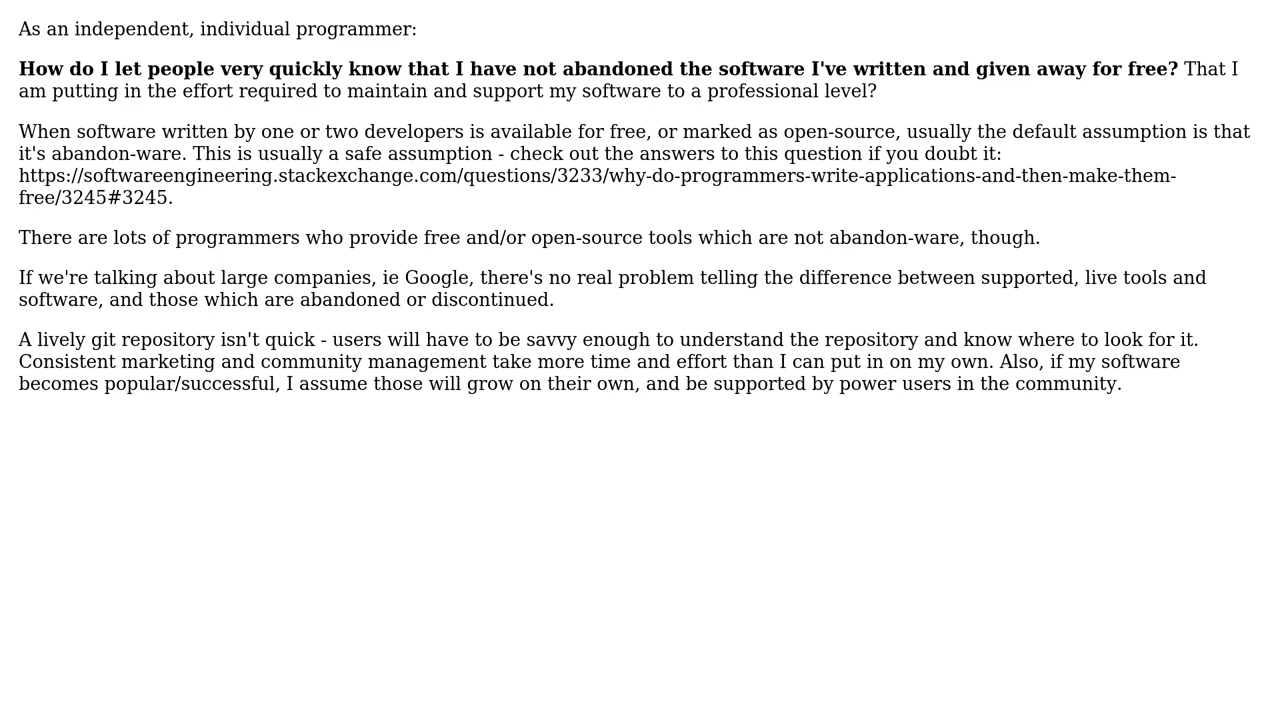 As an independent, individual programmer:
How do I let people very quickly know that I have not abandoned the software I've written and given away for free? That I
am putting in the effort required to maintain and support my software to a professional level?
When software written by one or two developers is available for free, or marked as open-source, usually the default assumption is that
it's abandon-ware. This is usually a safe assumption - check out the answers to this question if you doubt it:
https://softwareengineering.stackexchange.com/questions/3233/why-do-programmers-write-applications-and-then-make-them-
free/3245#3245.
There are lots of programmers who provide free and/or open-source tools which are not abandon-ware, though.
If we're talking about large companies, ie Google, there's no real problem telling the difference between supported, live tools and
software, and those which are abandoned or discontinued.
A lively git repository isn't quick - users will have to be savvy enough to understand the repository and know where to look for it.
Consistent marketing and community management take more time and effort than I can put in on my own. Also, if my software
becomes popular/successful, I assume those will grow on their own, and be supported by power users in the community.